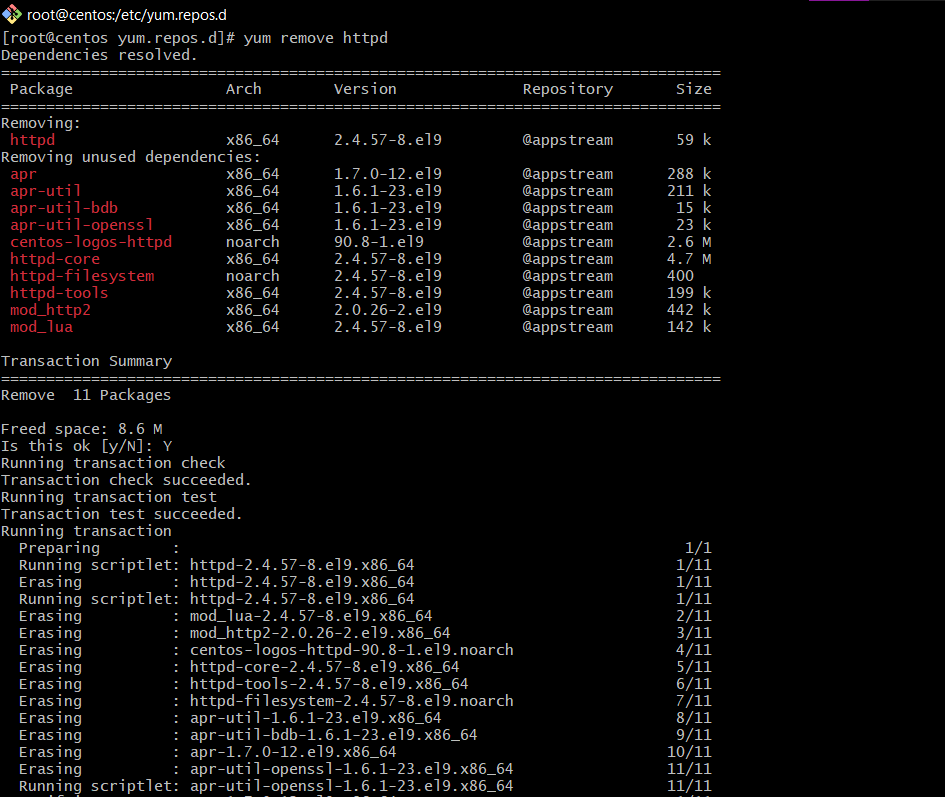 root@centos:/etc/yum.repos.d
[root@centos yum.repos.d]# yum remove httpd
Dependencies resolved.
================================================================================
 Package                Arch        Version              Repository       Size
================================================================================
Removing:
 httpd                  x86_64      2.4.57-8.el9         @appstream       59 k
Removing unused dependencies:
 apr                    x86_64      1.7.0-12.el9         @appstream      288 k
 apr-util               x86_64      1.6.1-23.el9         @appstream      211 k
 apr-util-bdb           x86_64      1.6.1-23.el9         @appstream       15 k
 apr-util-openssl       x86_64      1.6.1-23.el9         @appstream       23 k
 centos-logos-httpd     noarch      90.8-1.el9           @appstream      2.6 M
 httpd-core             x86_64      2.4.57-8.el9         @appstream      4.7 M
 httpd-filesystem       noarch      2.4.57-8.el9         @appstream      400
 httpd-tools            x86_64      2.4.57-8.el9         @appstream      199 k
 mod_http2              x86_64      2.0.26-2.el9         @appstream      442 k
 mod_lua                x86_64      2.4.57-8.el9         @appstream      142 k
Transaction Summary
================================================================================
Remove  11 Packages
Freed space: 8.6 M
Is this ok [y/N]: Y
Running transaction check
Transaction check succeeded.
Running transaction test
Transaction test succeeded.
Running transaction
  Preparing        :                                                        1/1
  Running scriptlet: httpd-2.4.57-8.el9.x86_64                             1/11
  Erasing          : httpd-2.4.57-8.el9.x86_64                             1/11
  Running scriptlet: httpd-2.4.57-8.el9.x86_64                             1/11
  Erasing          : mod_lua-2.4.57-8.el9.x86_64                           2/11
  Erasing          : mod_http2-2.0.26-2.el9.x86_64                         3/11
  Erasing          : centos-logos-httpd-90.8-1.el9.noarch                  4/11
  Erasing          : httpd-core-2.4.57-8.el9.x86_64                        5/11
  Erasing          : httpd-tools-2.4.57-8.el9.x86_64                       6/11
  Erasing          : httpd-filesystem-2.4.57-8.el9.noarch                  7/11
  Erasing          : apr-util-1.6.1-23.el9.x86_64                          8/11
  Erasing          : apr-util-bdb-1.6.1-23.el9.x86_64                      9/11
  Erasing          : apr-1.7.0-12.el9.x86_64                              10/11
  Erasing          : apr-util-openssl-1.6.1-23.el9.x86_64                 11/11
  Running scriptlet: apr-util-openssl-1.6.1-23.el9.x86_64                 11/11